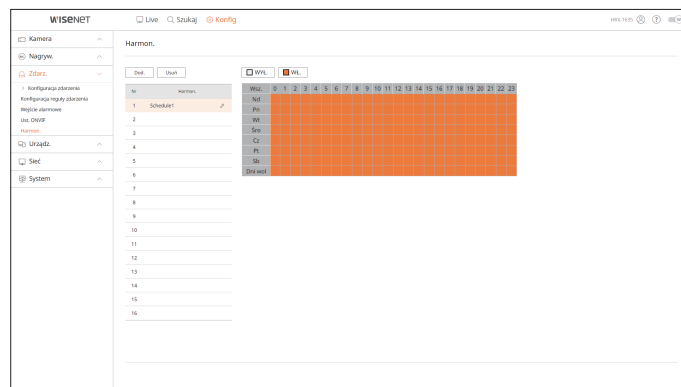 WISENET
Live Szukaj Konfig
HRX-1635
Kamera
Nagryw.
Zdarz.
Konfiguracja zdarzenia
Konfiguracja reguły zdarzenia
Wejście alarmowe
Ust. ONVIF
Harmon.
Urządz.
Sieć
System
Harmon.
Dod. Usuń
Nr Harmon.
1 Schedule1
2
3
4
5
6
7
8
9
10
11
12
13
14
15
16
WYŁ. WŁ.
Wsz. 0 1 2 3 4 5 6 7 8 9 10 11 12 13 14 15 16 17 18 19 20 21 22 23
Nd
Pn
Wt
Śro
Cz
Pt
Sb
Dni wol